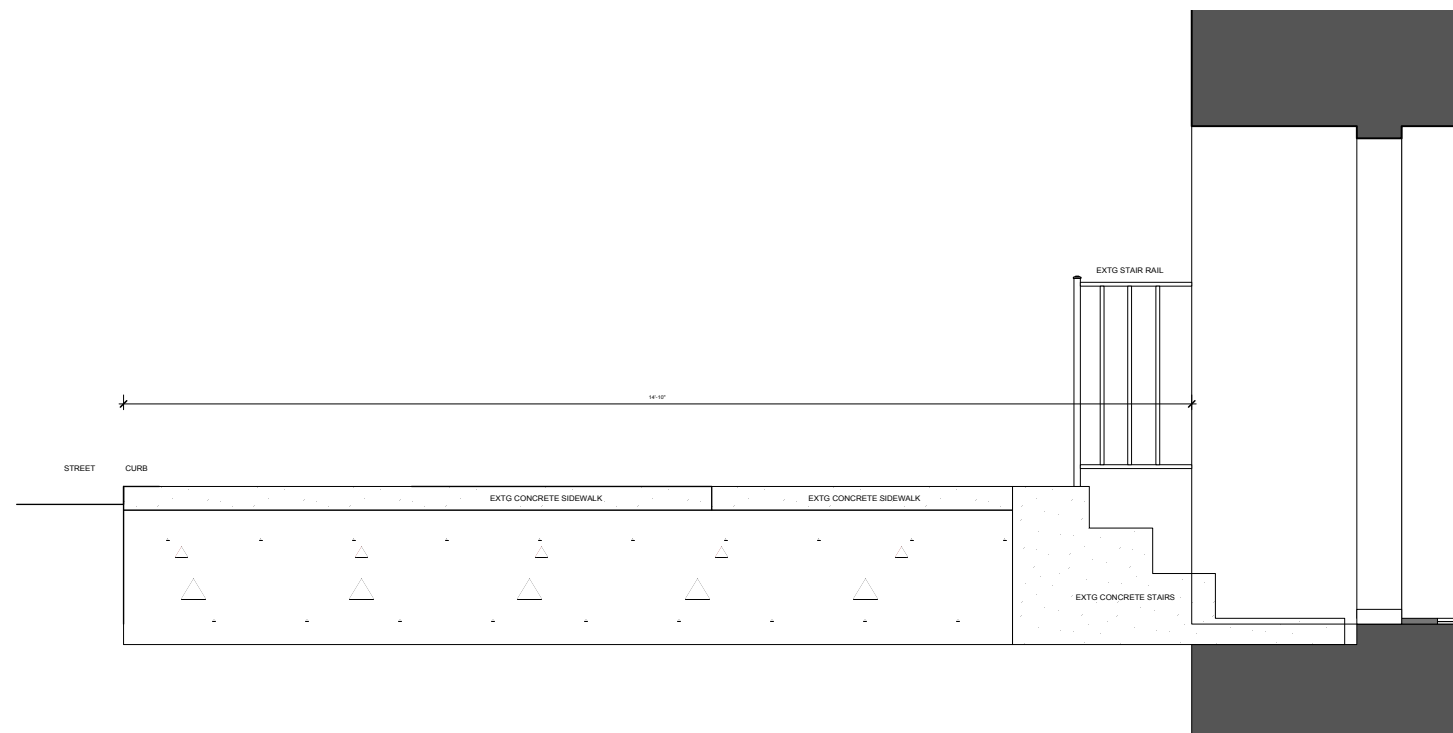 EXTG STAIR RAIL
14'-10"
STREET
CURB
EXTG CONCRETE SIDEWALK
EXTG CONCRETE SIDEWALK
EXTG CONCRETE STAIRS